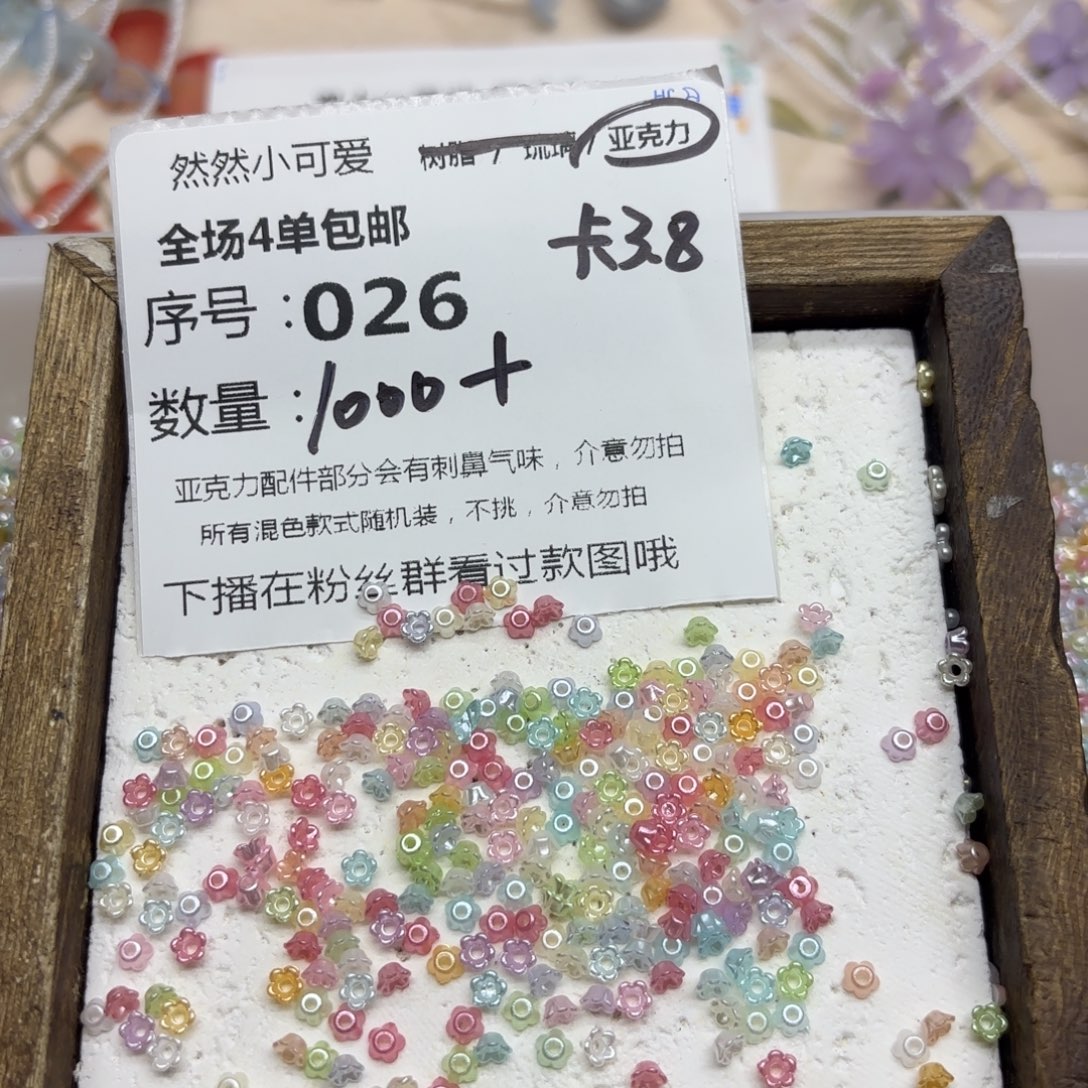 然然小可爱 树脂 / 琉璃 / 亚克力
全场4单包邮
卡3.8
序号：026
数量：1000+
亚克力配件部分会有刺鼻气味，介意勿拍
所有混色款式随机装，不挑，介意勿拍
下播在粉丝群看过款图哦